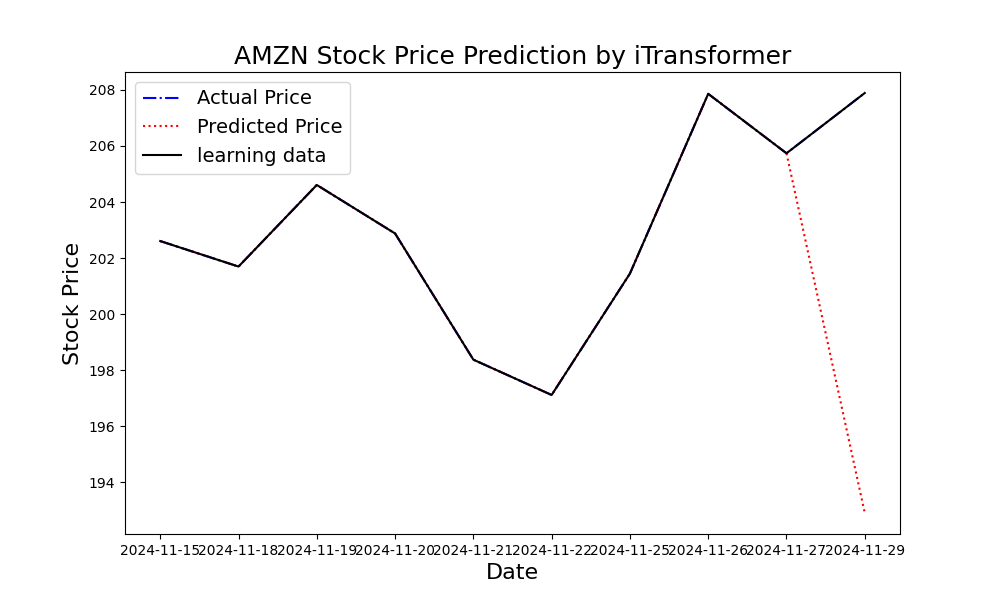 AMZN Stock Price Prediction by iTransformer
Actual Price
Predicted Price
learning data
Stock Price
208
206
204
202
200
198
196
194
2024-11-15 2024-11-18 2024-11-19 2024-11-20 2024-11-21 2024-11-22 2024-11-25 2024-11-26 2024-11-27 2024-11-29
Date